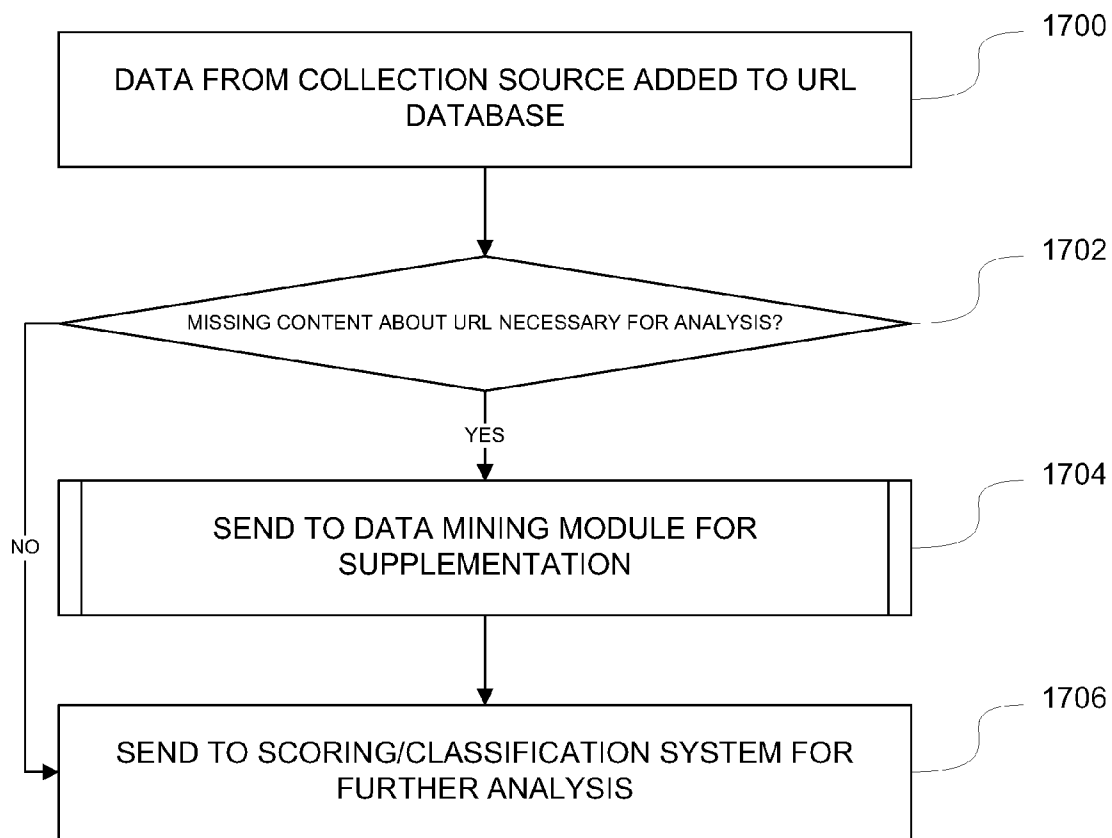 1700
DATA FROM COLLECTION SOURCE ADDED TO URL
DATABASE
1702
MISSING CONTENT ABOUT URL NECESSARY FOR ANALYSIS?
YES
1704
SEND TO DATA MINING MODULE FOR
SUPPLEMENTATION
NO
1706
SEND TO SCORING/CLASSIFICATION SYSTEM FOR
FURTHER ANALYSIS